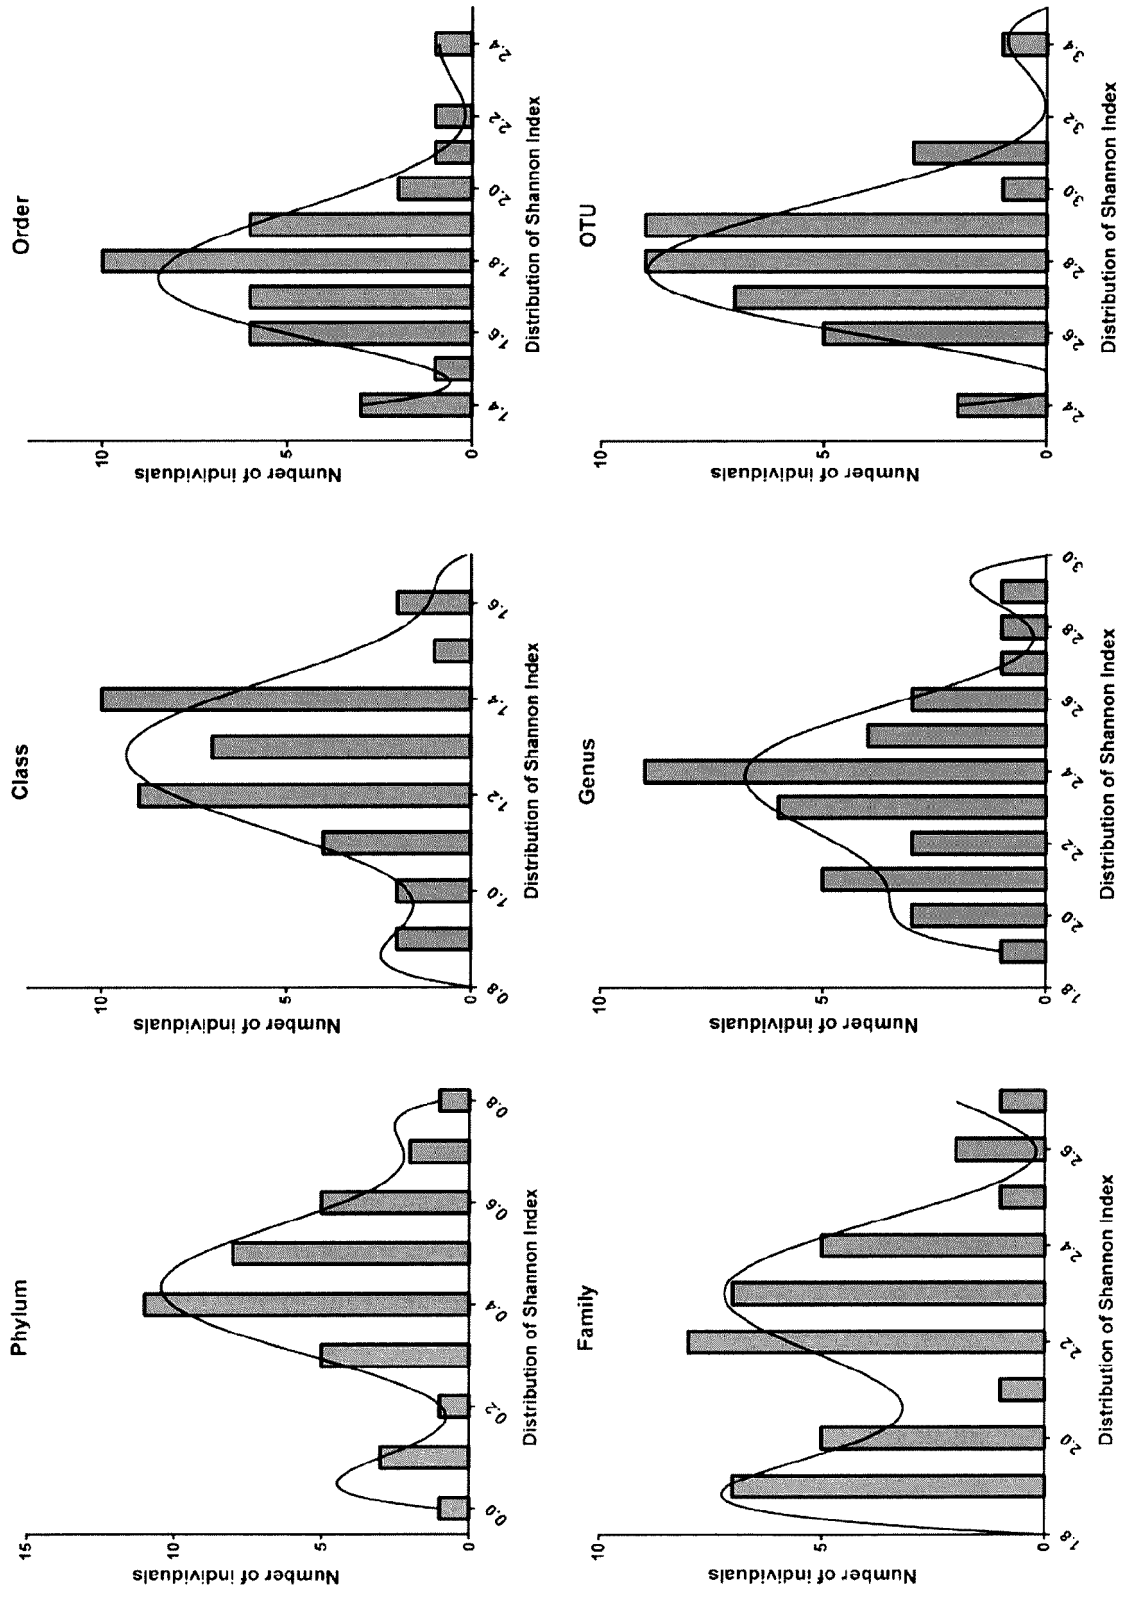 Phylum
Number of individuals
15
10
5
0
0.0
0.2
0.4
0.6
0.8
Distribution of Shannon Index
Class
Number of individuals
10
5
0
0.8
1.0
1.2
1.4
1.6
Distribution of Shannon Index
Order
Number of individuals
10
5
0
1.4
1.6
1.8
2.0
2.2
2.4
Distribution of Shannon Index
Family
Number of individuals
10
5
0
1.8
2.0
2.2
2.4
2.6
Distribution of Shannon Index
Genus
Number of individuals
10
5
0
1.8
2.0
2.2
2.4
2.6
2.8
3.0
Distribution of Shannon Index
OTU
Number of individuals
10
5
0
2.4
2.6
2.8
3.0
3.2
3.4
Distribution of Shannon Index